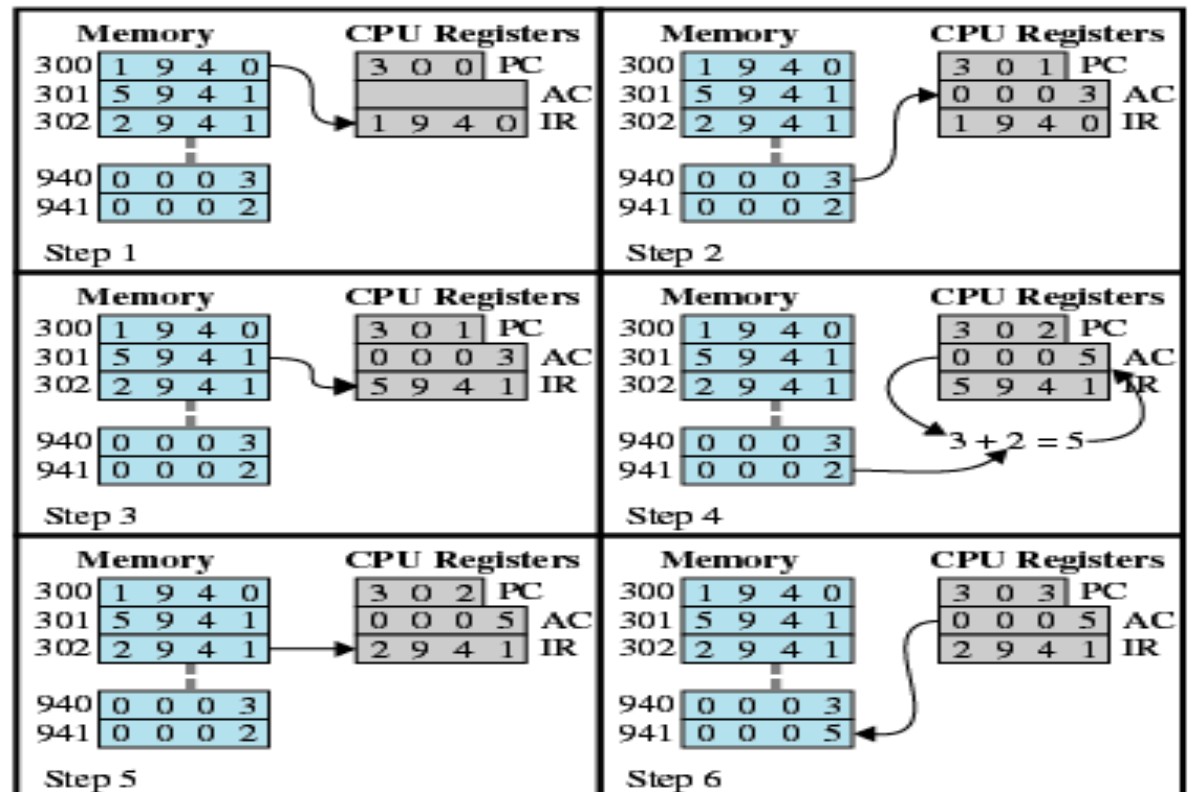 Memory CPU Registers
300 1 9 4 0 3 0 0 PC
301 5 9 4 1 AC
302 2 9 4 1 1 9 4 0 IR
940 0 0 0 3
941 0 0 0 2
Step 1
Memory CPU Registers
300 1 9 4 0 3 0 1 PC
301 5 9 4 1 0 0 0 3 AC
302 2 9 4 1 1 9 4 0 IR
940 0 0 0 3
941 0 0 0 2
Step 2
Memory CPU Registers
300 1 9 4 0 3 0 1 PC
301 5 9 4 1 0 0 0 3 AC
302 2 9 4 1 5 9 4 1 IR
940 0 0 0 3
941 0 0 0 2
Step 3
Memory CPU Registers
300 1 9 4 0 3 0 2 PC
301 5 9 4 1 0 0 0 5 AC
302 2 9 4 1 5 9 4 1 IR
940 0 0 0 3 3 + 2 = 5
941 0 0 0 2
Step 4
Memory CPU Registers
300 1 9 4 0 3 0 2 PC
301 5 9 4 1 0 0 0 5 AC
302 2 9 4 1 2 9 4 1 IR
940 0 0 0 3
941 0 0 0 2
Step 5
Memory CPU Registers
300 1 9 4 0 3 0 3 PC
301 5 9 4 1 0 0 0 5 AC
302 2 9 4 1 2 9 4 1 IR
940 0 0 0 3
941 0 0 0 5
Step 6